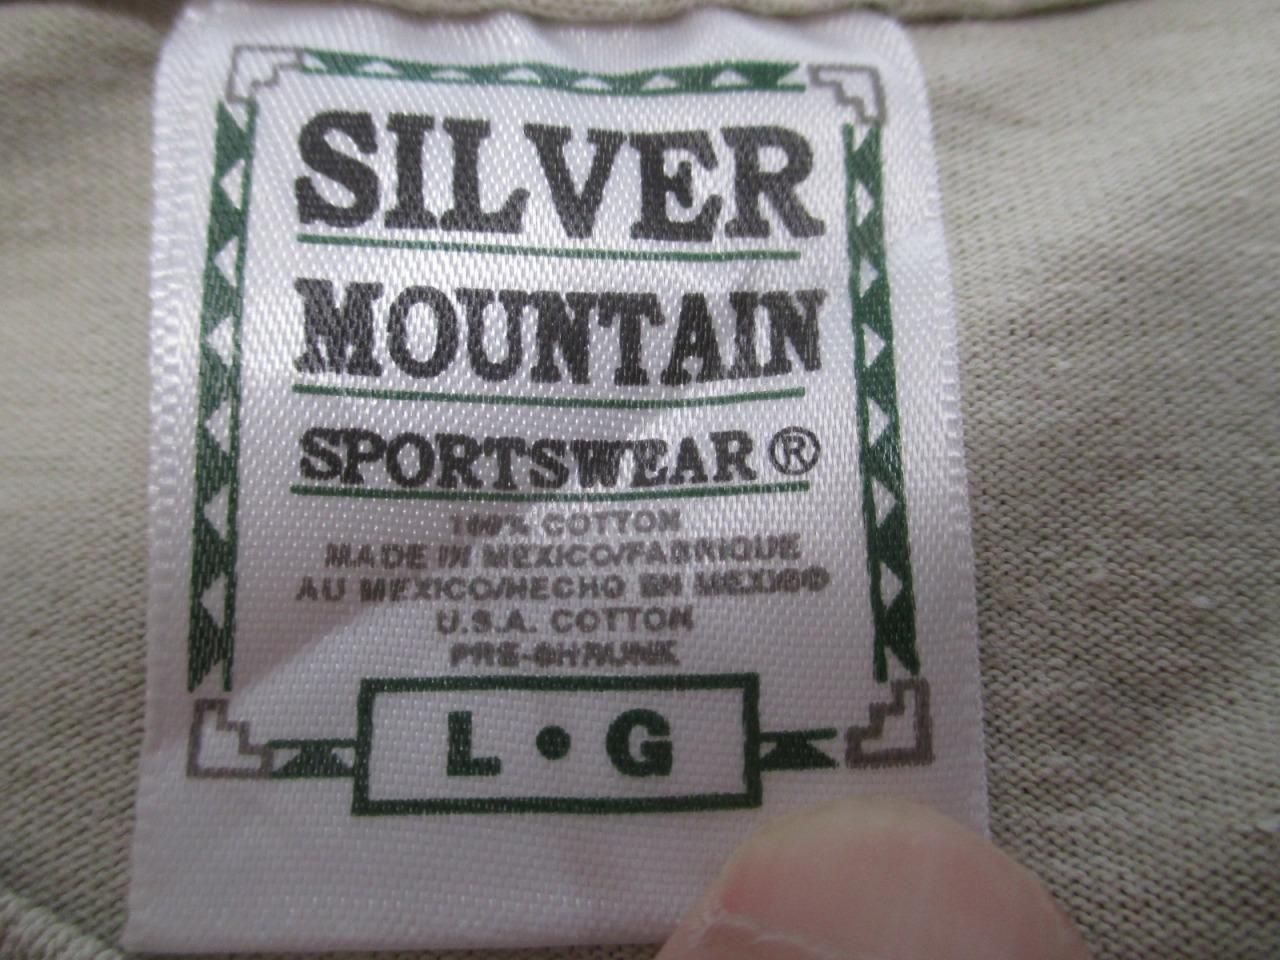 SILVER
MOUNTAIN
SPORTSWEAR®
100% COTTON
MADE IN MEXICO/FABRIQUE
AU MEXICO/HECHO EN MEXICO
U.S.A. COTTON
PRE-SHRUNK
L•G